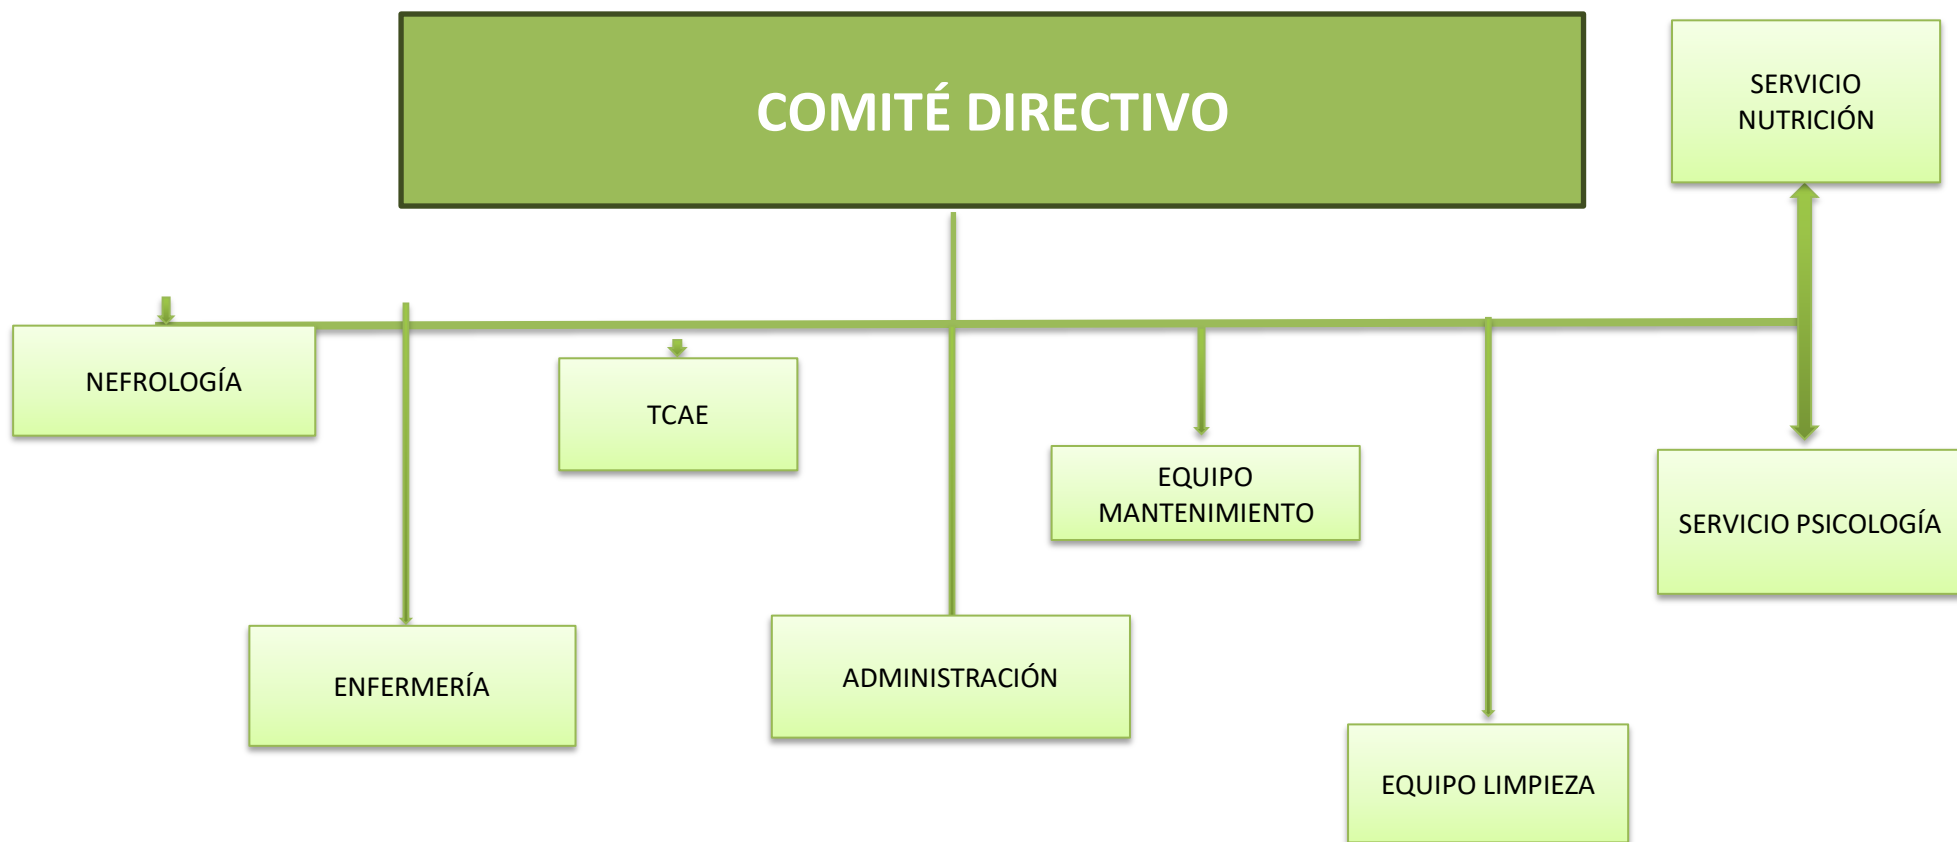 COMITÉ DIRECTIVO
SERVICIO
NUTRICIÓN
NEFROLOGÍA
TCAE
EQUIPO
MANTENIMIENTO
SERVICIO PSICOLOGÍA
ENFERMERÍA
ADMINISTRACIÓN
EQUIPO LIMPIEZA